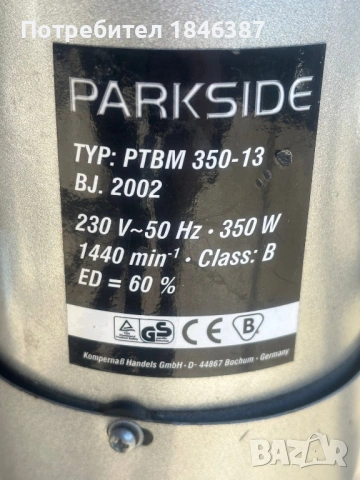 Потребител 1846387
PARKSIDE
TYP: PTBM 350-13
BJ. 2002
230 V~50 Hz · 350 W
1440 min⁻¹ · Class: B
ED = 60 %
GS CE B
Kompernaß Handels GmbH · D- 44867 Bochum · Germany
BAZAR